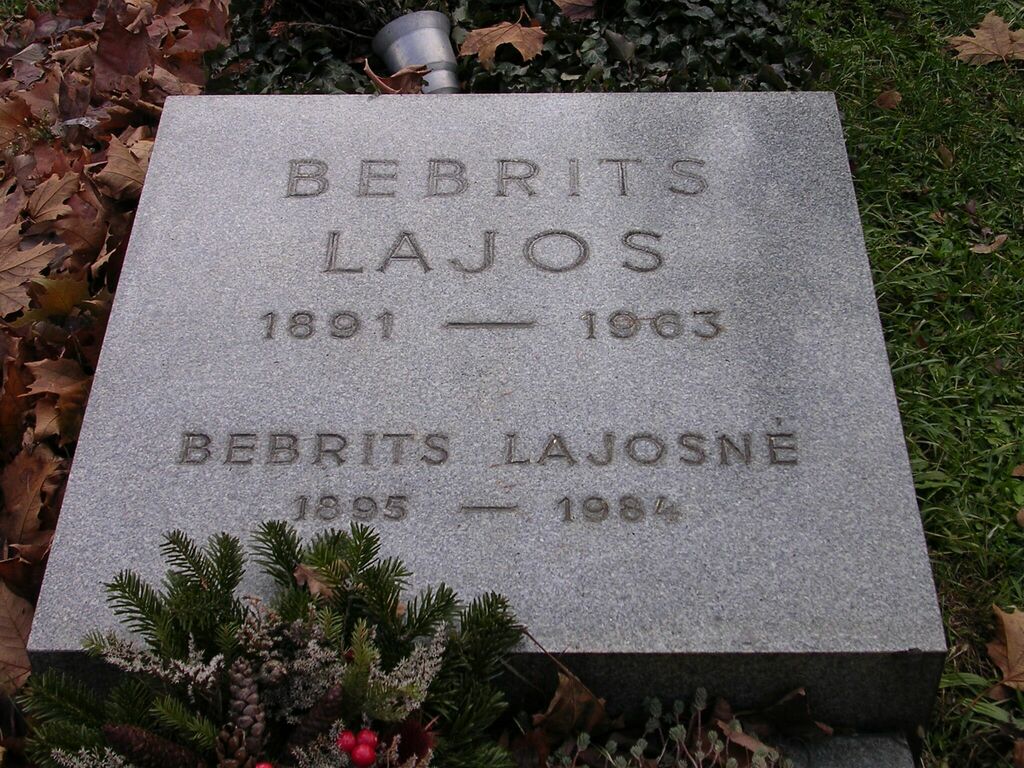 BEBRITS
LAJOS
1891 — 1963
BEBRITS LAJOSNÉ
1895 — 1984